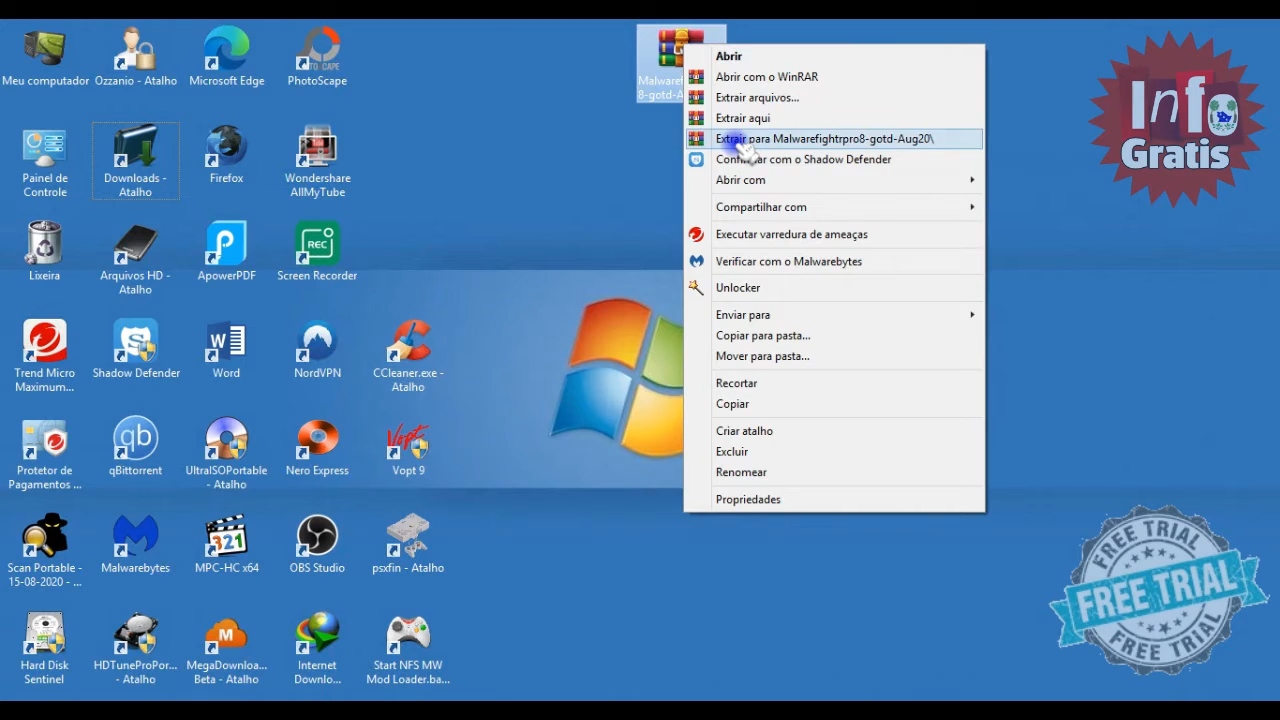 Meu computador
Ozzanio - Atalho
Microsoft Edge
PhotoScape
Painel de
Controle
Downloads -
Atalho
Firefox
Wondershare
AllMyTube
Lixeira
Arquivos HD -
Atalho
ApowerPDF
REC
Screen Recorder
Trend Micro
Maximum...
Shadow Defender
Word
NordVPN
CCleaner.exe -
Atalho
Protetor de
Pagamentos ...
qb
qBittorrent
UltraISOPortable
- Atalho
Nero Express
Vopt
Vopt 9
Scan Portable -
15-08-2020 - ...
Malwarebytes
321
MPC-HC x64
OBS Studio
psxfin - Atalho
Hard Disk
Sentinel
HDTuneProPor...
- Atalho
MegaDownloa...
Beta - Atalho
Internet
Downlo...
Start NFS MW
Mod Loader.ba...
Abrir
Abrir com o WinRAR
Extrair arquivos...
Extrair aqui
Extrair para Malwarefightrpro8-gotd-Aug20\
com o Shadow Defender
Abrir com
Compartilhar com
Executar varredura de ameaças
Verificar com o Malwarebytes
Unlocker
Enviar para
Copiar para pasta...
Mover para pasta...
Recortar
Copiar
Criar atalho
Excluir
Renomear
Propriedades
Info
Gratis
FREE TRIAL
FREE TRIAL
FREE TRIAL